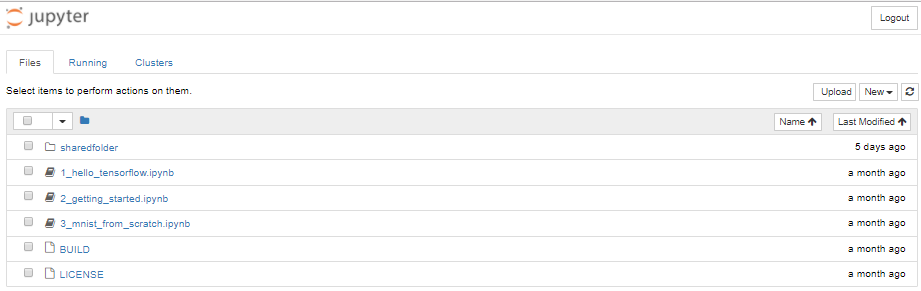 jupyter
Logout
Files Running Clusters
Select items to perform actions on them.
Upload New
Name Last Modified
sharedfolder 5 days ago
1_hello_tensorflow.ipynb a month ago
2_getting_started.ipynb a month ago
3_mnist_from_scratch.ipynb a month ago
BUILD a month ago
LICENSE a month ago